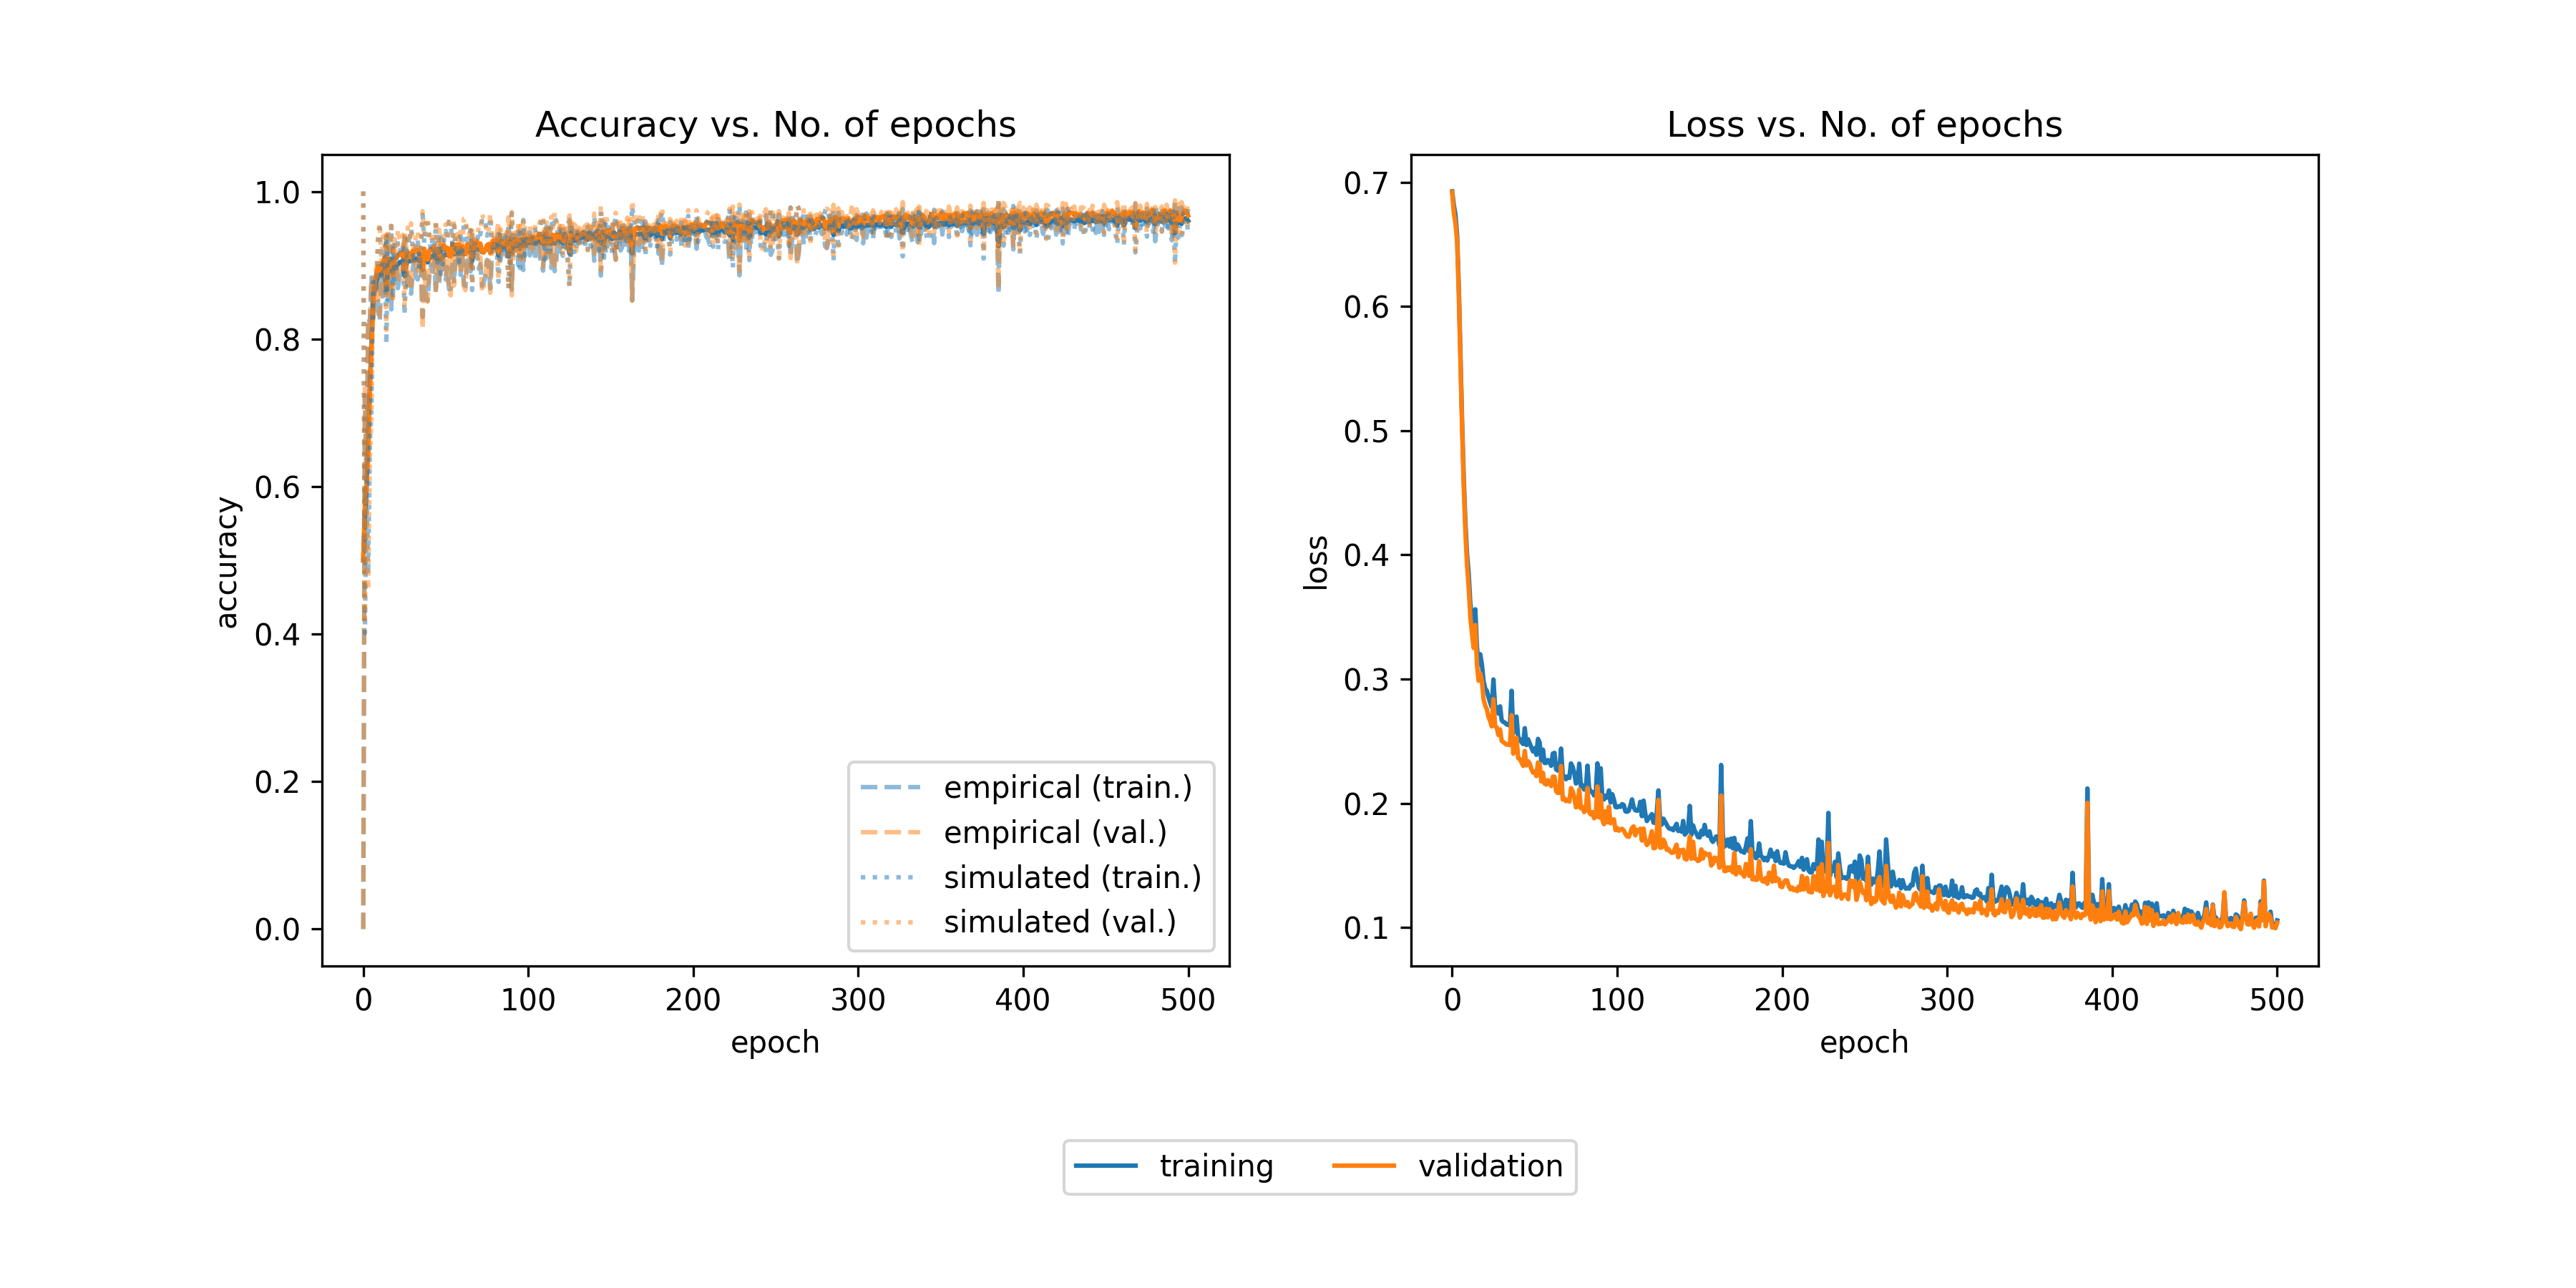 Accuracy vs. No. of epochs
1.0
0.8
0.6
0.4
0.2
0.0
accuracy
0 100 200 300 400 500
epoch
empirical (train.)
empirical (val.)
simulated (train.)
simulated (val.)
Loss vs. No. of epochs
0.7
0.6
0.5
0.4
0.3
0.2
0.1
loss
0 100 200 300 400 500
epoch
training validation